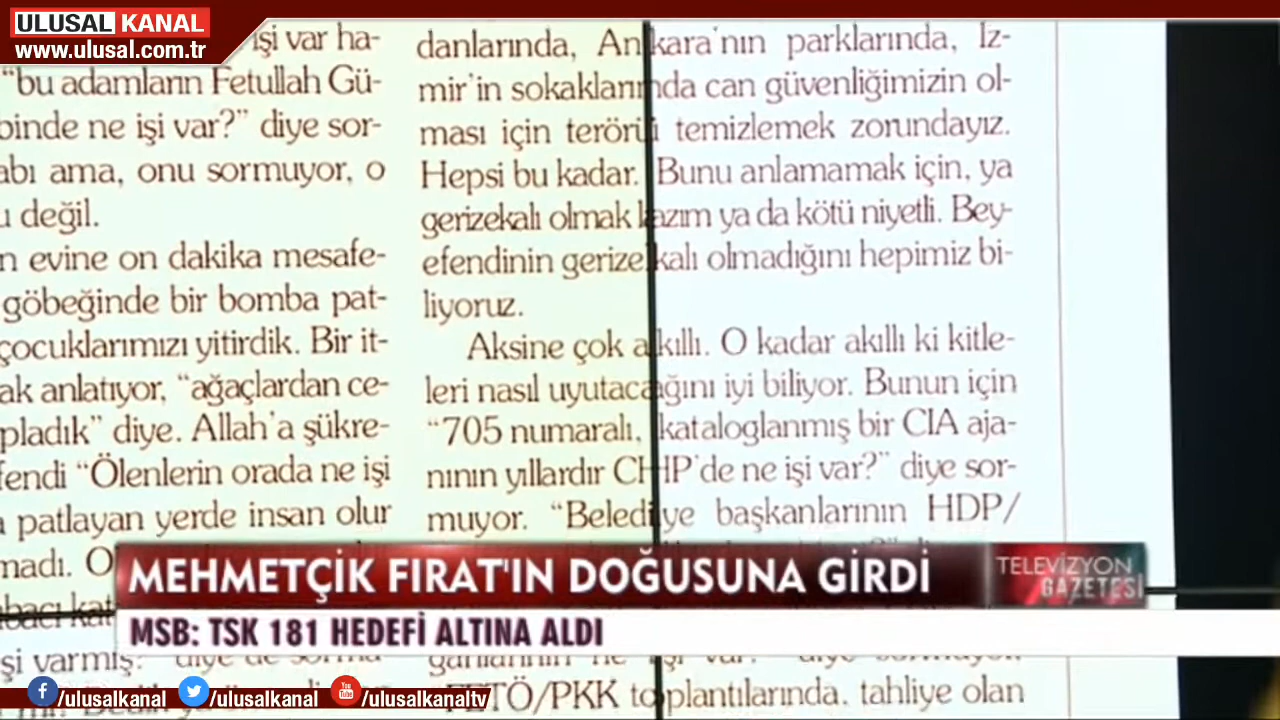 ULUSAL KANAL
www.ulusal.com.tr
işi var ha-
“bu adamların Fetullah Gü-
binde ne işi var?” diye sor-
abı ama, onu sormuyor, o
değil.
n evine on dakika mesafe-
göbeğinde bir bomba pat-
çocuklarımızı yitirdik. Bir it-
ak anlatıyor, “ağaçlardan ce-
pladık” diye. Allah’a şükre-
fendi “Ölenlerin orada ne işi
patlayan yerde insan olur
madı. O
danlarında, Ankara’nın parklarında, İz-
mir’in sokaklarında can güvenliğimizin ol-
ması için terörü temizlemek zorundayız.
Hepsi bu kadar. Bunu anlamamak için, ya
gerizekalı olmak lazım ya da kötü niyetli. Bey-
efendinin gerizekalı olmadığını hepimiz bi-
liyoruz.
Aksine çok akıllı. O kadar akıllı ki kitle-
leri nasıl uyutacağını iyi biliyor. Bunun için
“705 numaralı, kataloglanmış bir CIA aja-
nının yıllardır CHP’de ne işi var?” diye sor-
muyor. “Belediye başkanlarının HDP/
FETÖ/PKK toplantılarında, tahliye olan
MEHMETÇİK FIRAT'IN DOĞUSUNA GİRDİ
TELEVİZYON
GAZETESİ
MSB: TSK 181 HEDEFİ ALTINA ALDI
/ulusalkanal
/ulusalkanal
You Tube
/ulusalkanaltv